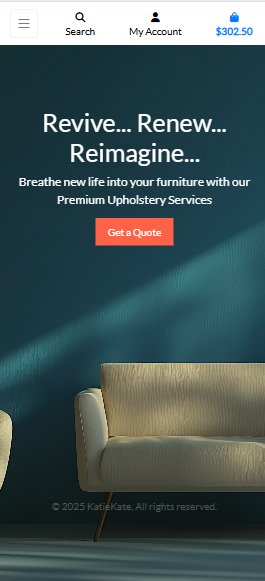 Search
My Account
$302.50
Revive... Renew...
Reimagine...
Breathe new life into your furniture with our
Premium Upholstery Services
Get a Quote
© 2025 KatieKate. All rights reserved.